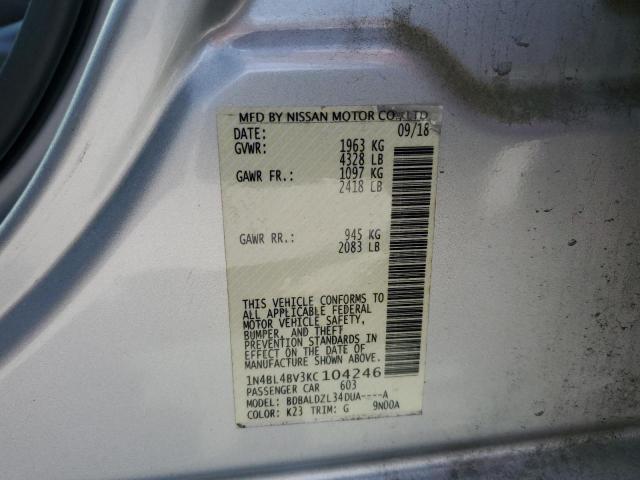 MFD BY NISSAN MOTOR CO., LTD
DATE: 09/18
GVWR: 1963 KG
4328 LB
GAWR FR.: 1097 KG
2418 LB
GAWR RR.: 945 KG
2083 LB
THIS VEHICLE CONFORMS TO
ALL APPLICABLE FEDERAL
MOTOR VEHICLE SAFETY,
BUMPER, AND THEFT
PREVENTION STANDARDS IN
EFFECT ON THE DATE OF
MANUFACTURE SHOWN ABOVE.
1N4BL4BV3KC104246
PASSENGER CAR 603
MODEL: BDBALDZL34DUA----A
COLOR: K23 TRIM: G 9N00A